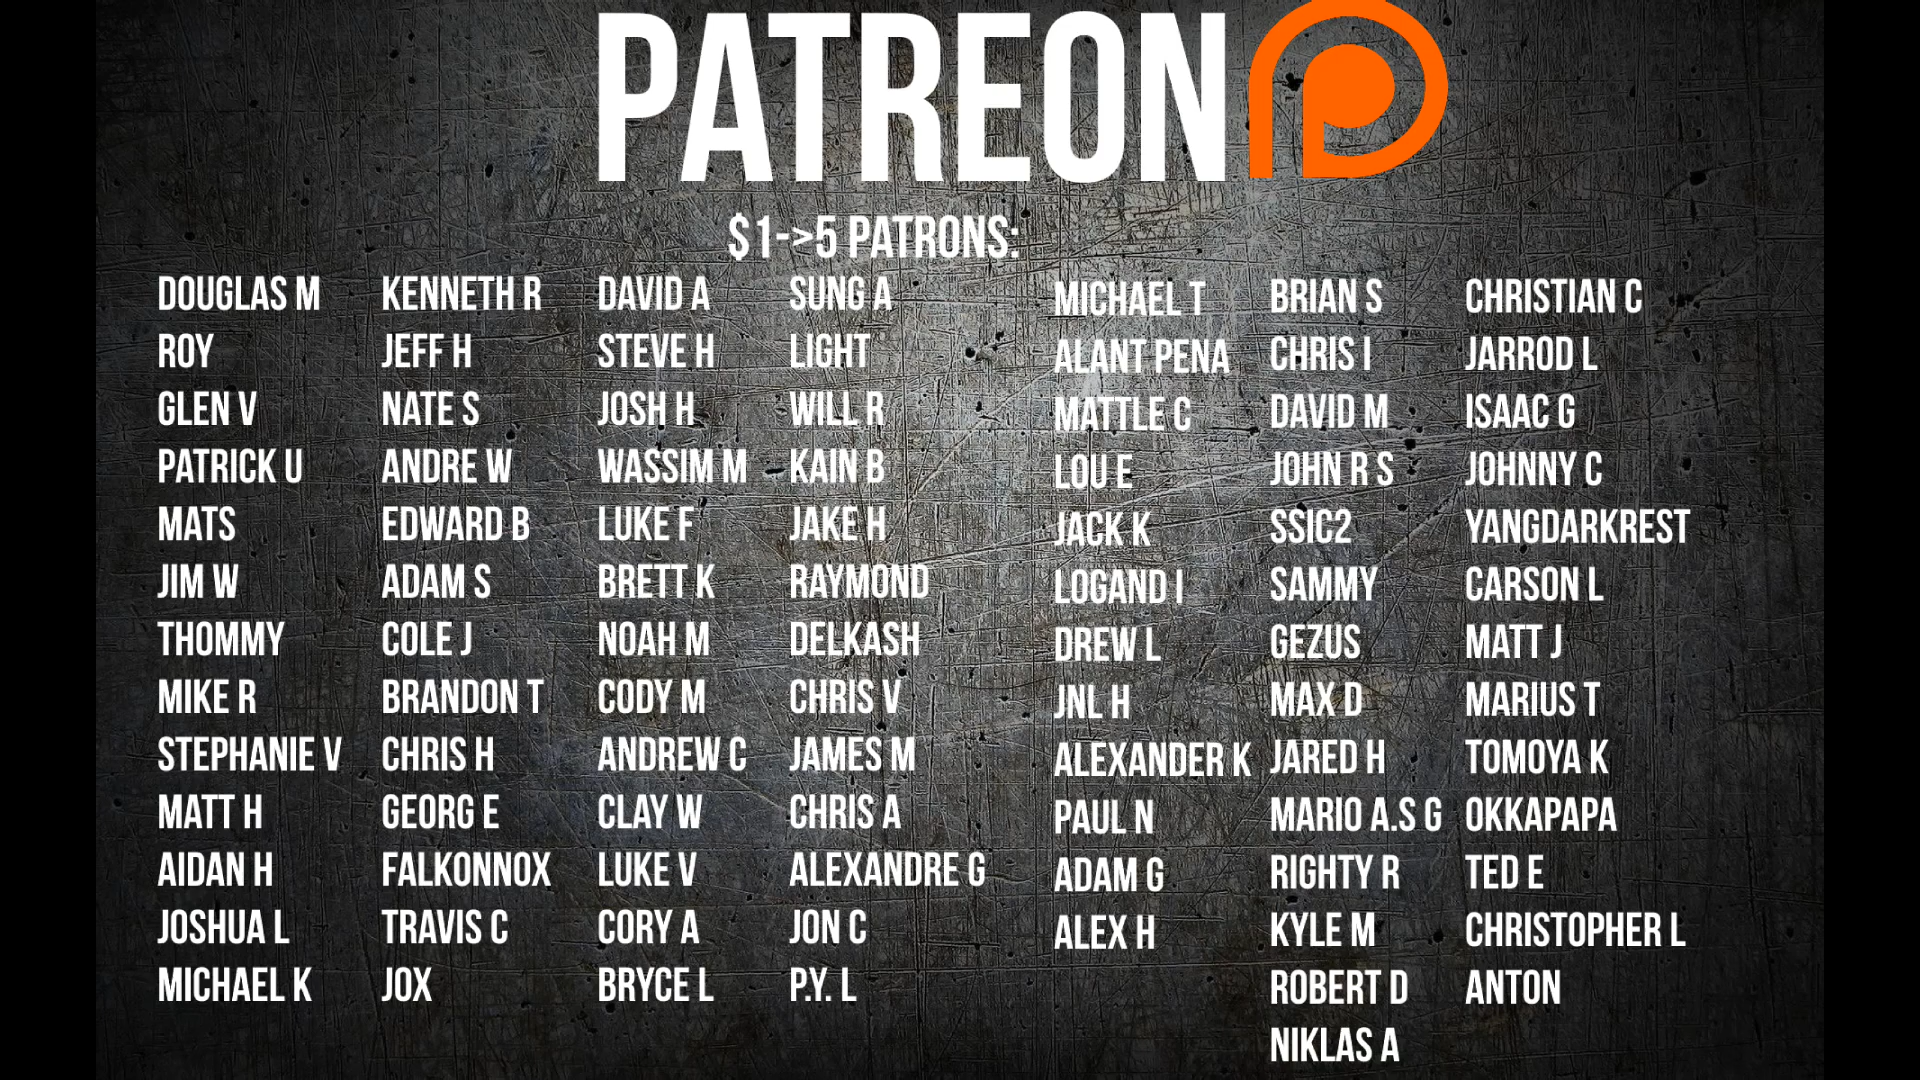 PATREON
$1->5 PATRONS:
DOUGLAS M
ROY
GLEN V
PATRICK U
MATS
JIM W
THOMMY
MIKE R
STEPHANIE V
MATT H
AIDAN H
JOSHUA L
MICHAEL K
KENNETH R
JEFF H
NATE S
ANDRE W
EDWARD B
ADAM S
COLE J
BRANDON T
CHRIS H
GEORG E
FALKONNOX
TRAVIS C
JOX
DAVID A
STEVE H
JOSH H
WASSIM M
LUKE F
BRETT K
NOAH M
CODY M
ANDREW C
CLAY W
LUKE V
CORY A
BRYCE L
SUNG A
LIGHT
WILL R
KAIN B
JAKE H
RAYMOND
DELKASH
CHRIS V
JAMES M
CHRIS A
ALEXANDRE G
JON C
P.Y. L
MICHAEL T
ALANT PENA
MATTLE C
LOU E
JACK K
LOGAND I
DREW L
JNL H
ALEXANDER K
PAUL N
ADAM G
ALEX H
BRIAN S
CHRIS I
DAVID M
JOHN R S
SSIC2
SAMMY
GEZUS
MAX D
JARED H
MARIO A.S G
RIGHTY R
KYLE M
ROBERT D
NIKLAS A
CHRISTIAN C
JARROD L
ISAAC G
JOHNNY C
YANGDARKREST
CARSON L
MATT J
MARIUS T
TOMOYA K
OKKAPAPA
TED E
CHRISTOPHER L
ANTON